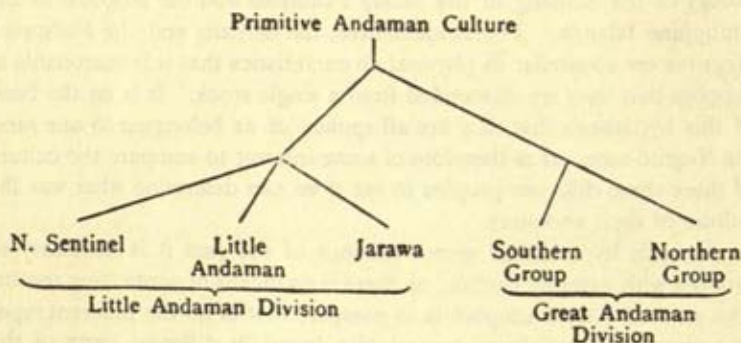 Primitive Andaman Culture
N. Sentinel
Little
Andaman
Jarawa
Little Andaman Division
Southern
Group
Northern
Group
Great Andaman
Division